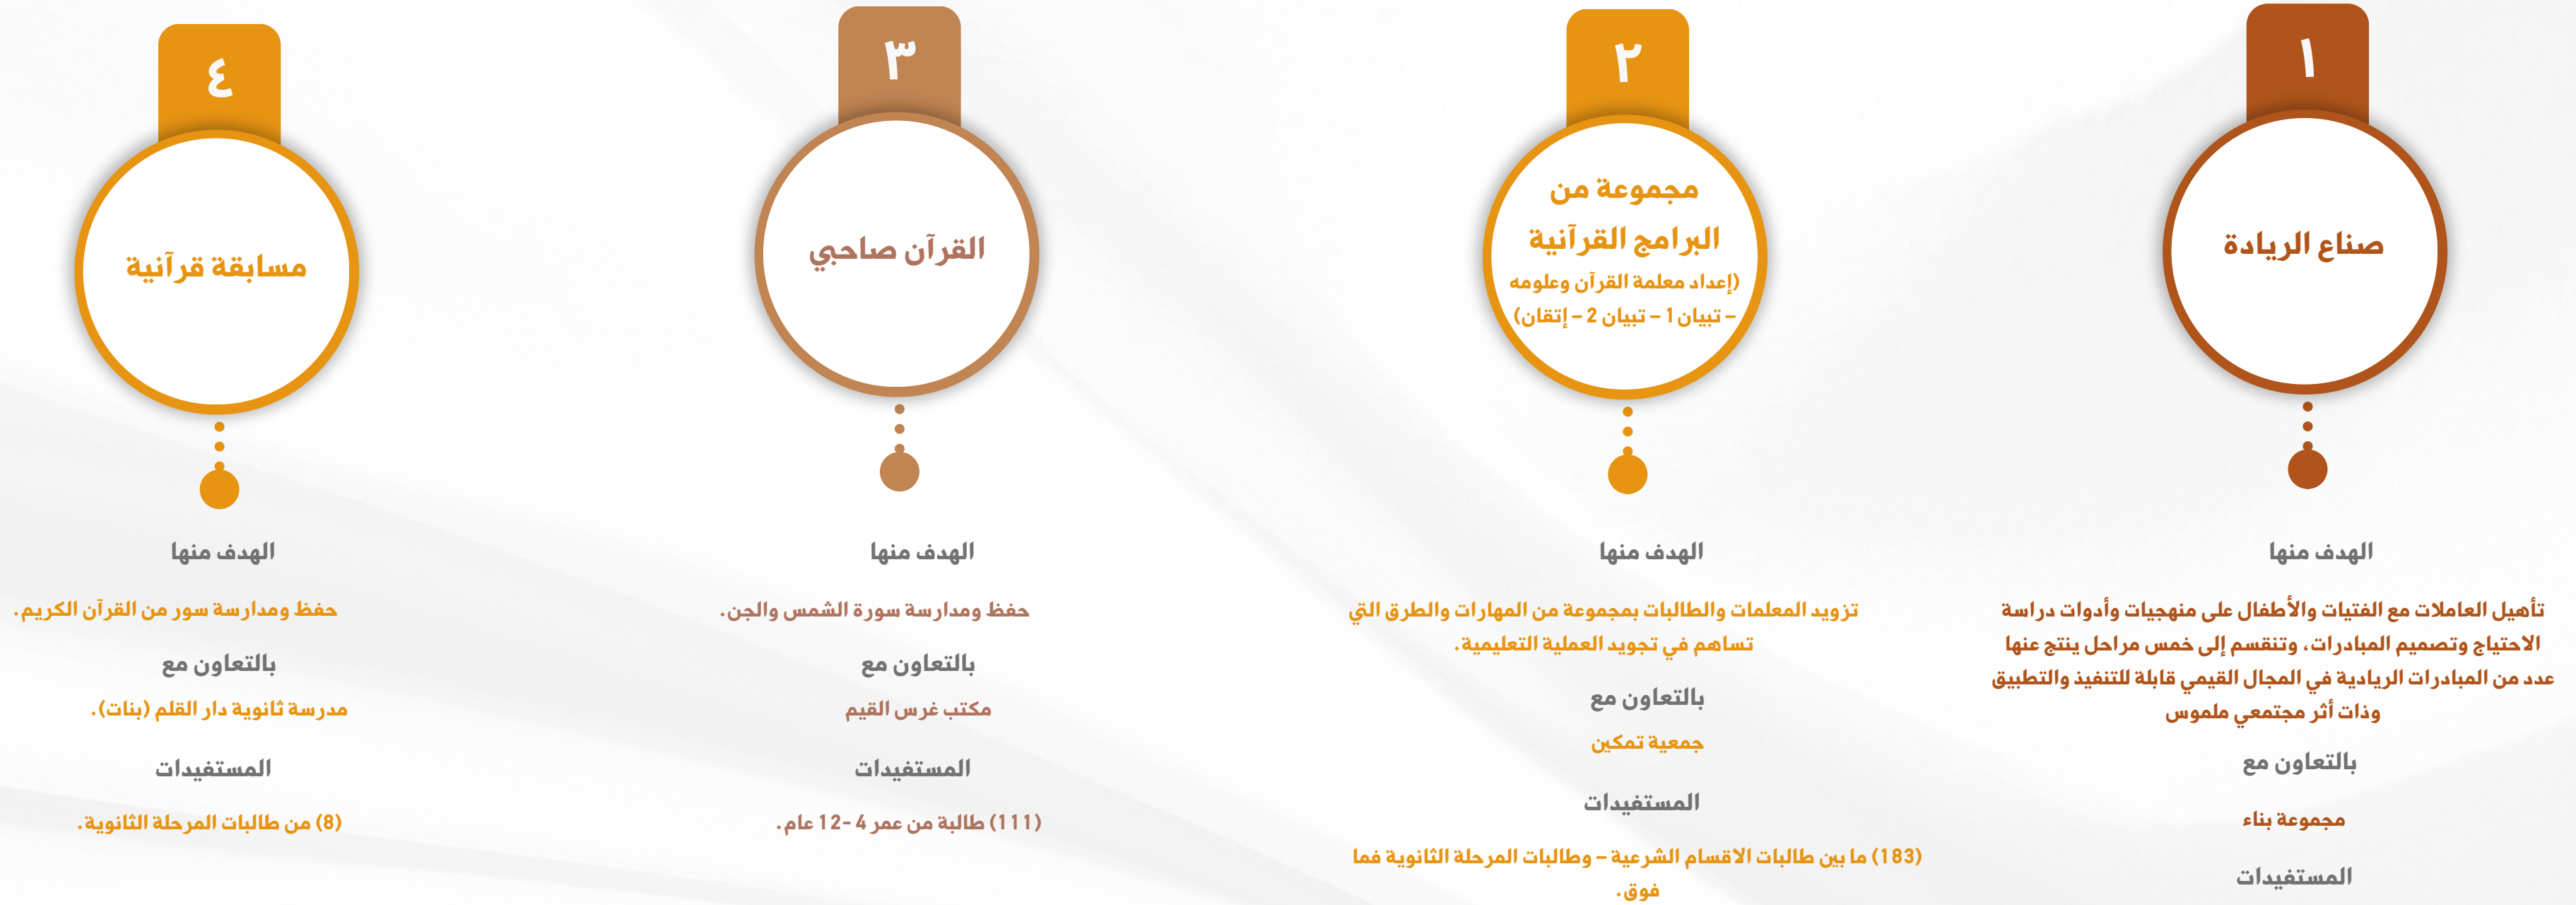 ١
صناع الريادة
الهدف منها
تأهيل العاملات مع الفتيات والأطفال على منهجيات وأدوات دراسة
الاحتياج وتصميم المبادرات، وتنقسم إلى خمس مراحل ينتج عنها
عدد من المبادرات الريادية في المجال القيمي قابلة للتنفيذ والتطبيق
وذات أثر مجتمعي ملموس
بالتعاون مع
مجموعة بناء
المستفيدات
٢
مجموعة من
البرامج القرآنية
(إعداد معلمة القرآن وعلومه
– تبيان 1 – تبيان 2 – إتقان)
الهدف منها
تزويد المعلمات والطالبات بمجموعة من المهارات والطرق التي
تساهم في تجويد العملية التعليمية.
بالتعاون مع
جمعية تمكين
المستفيدات
(183) ما بين طالبات الاقسام الشرعية – وطالبات المرحلة الثانوية فما
فوق.
٣
القرآن صاحبي
الهدف منها
حفظ ومدارسة سورة الشمس والجن.
بالتعاون مع
مكتب غرس القيم
المستفيدات
(111) طالبة من عمر 4 -12 عام.
٤
مسابقة قرآنية
الهدف منها
حفظ ومدارسة سور من القرآن الكريم.
بالتعاون مع
مدرسة ثانوية دار القلم (بنات).
المستفيدات
(8) من طالبات المرحلة الثانوية.